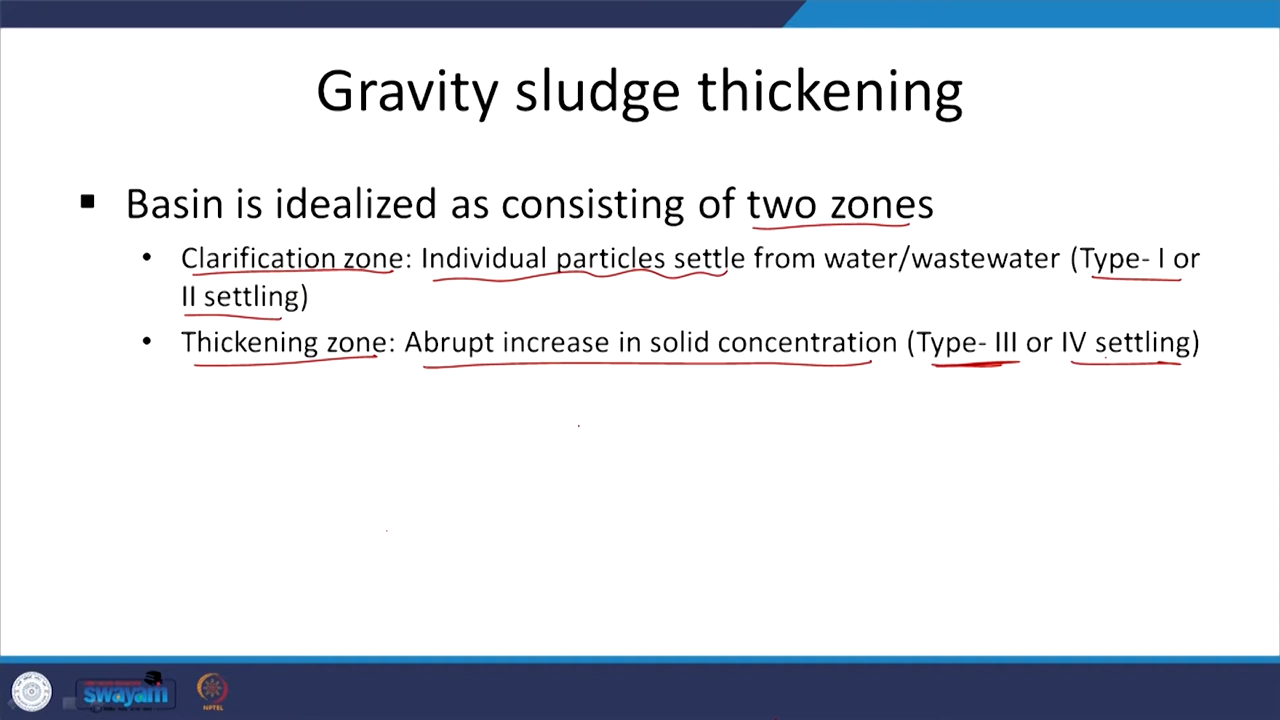 Gravity sludge thickening
▪ Basin is idealized as consisting of two zones
• Clarification zone: Individual particles settle from water/wastewater (Type- I or
II settling)
• Thickening zone: Abrupt increase in solid concentration (Type- III or IV settling)
swayam
NPTEL